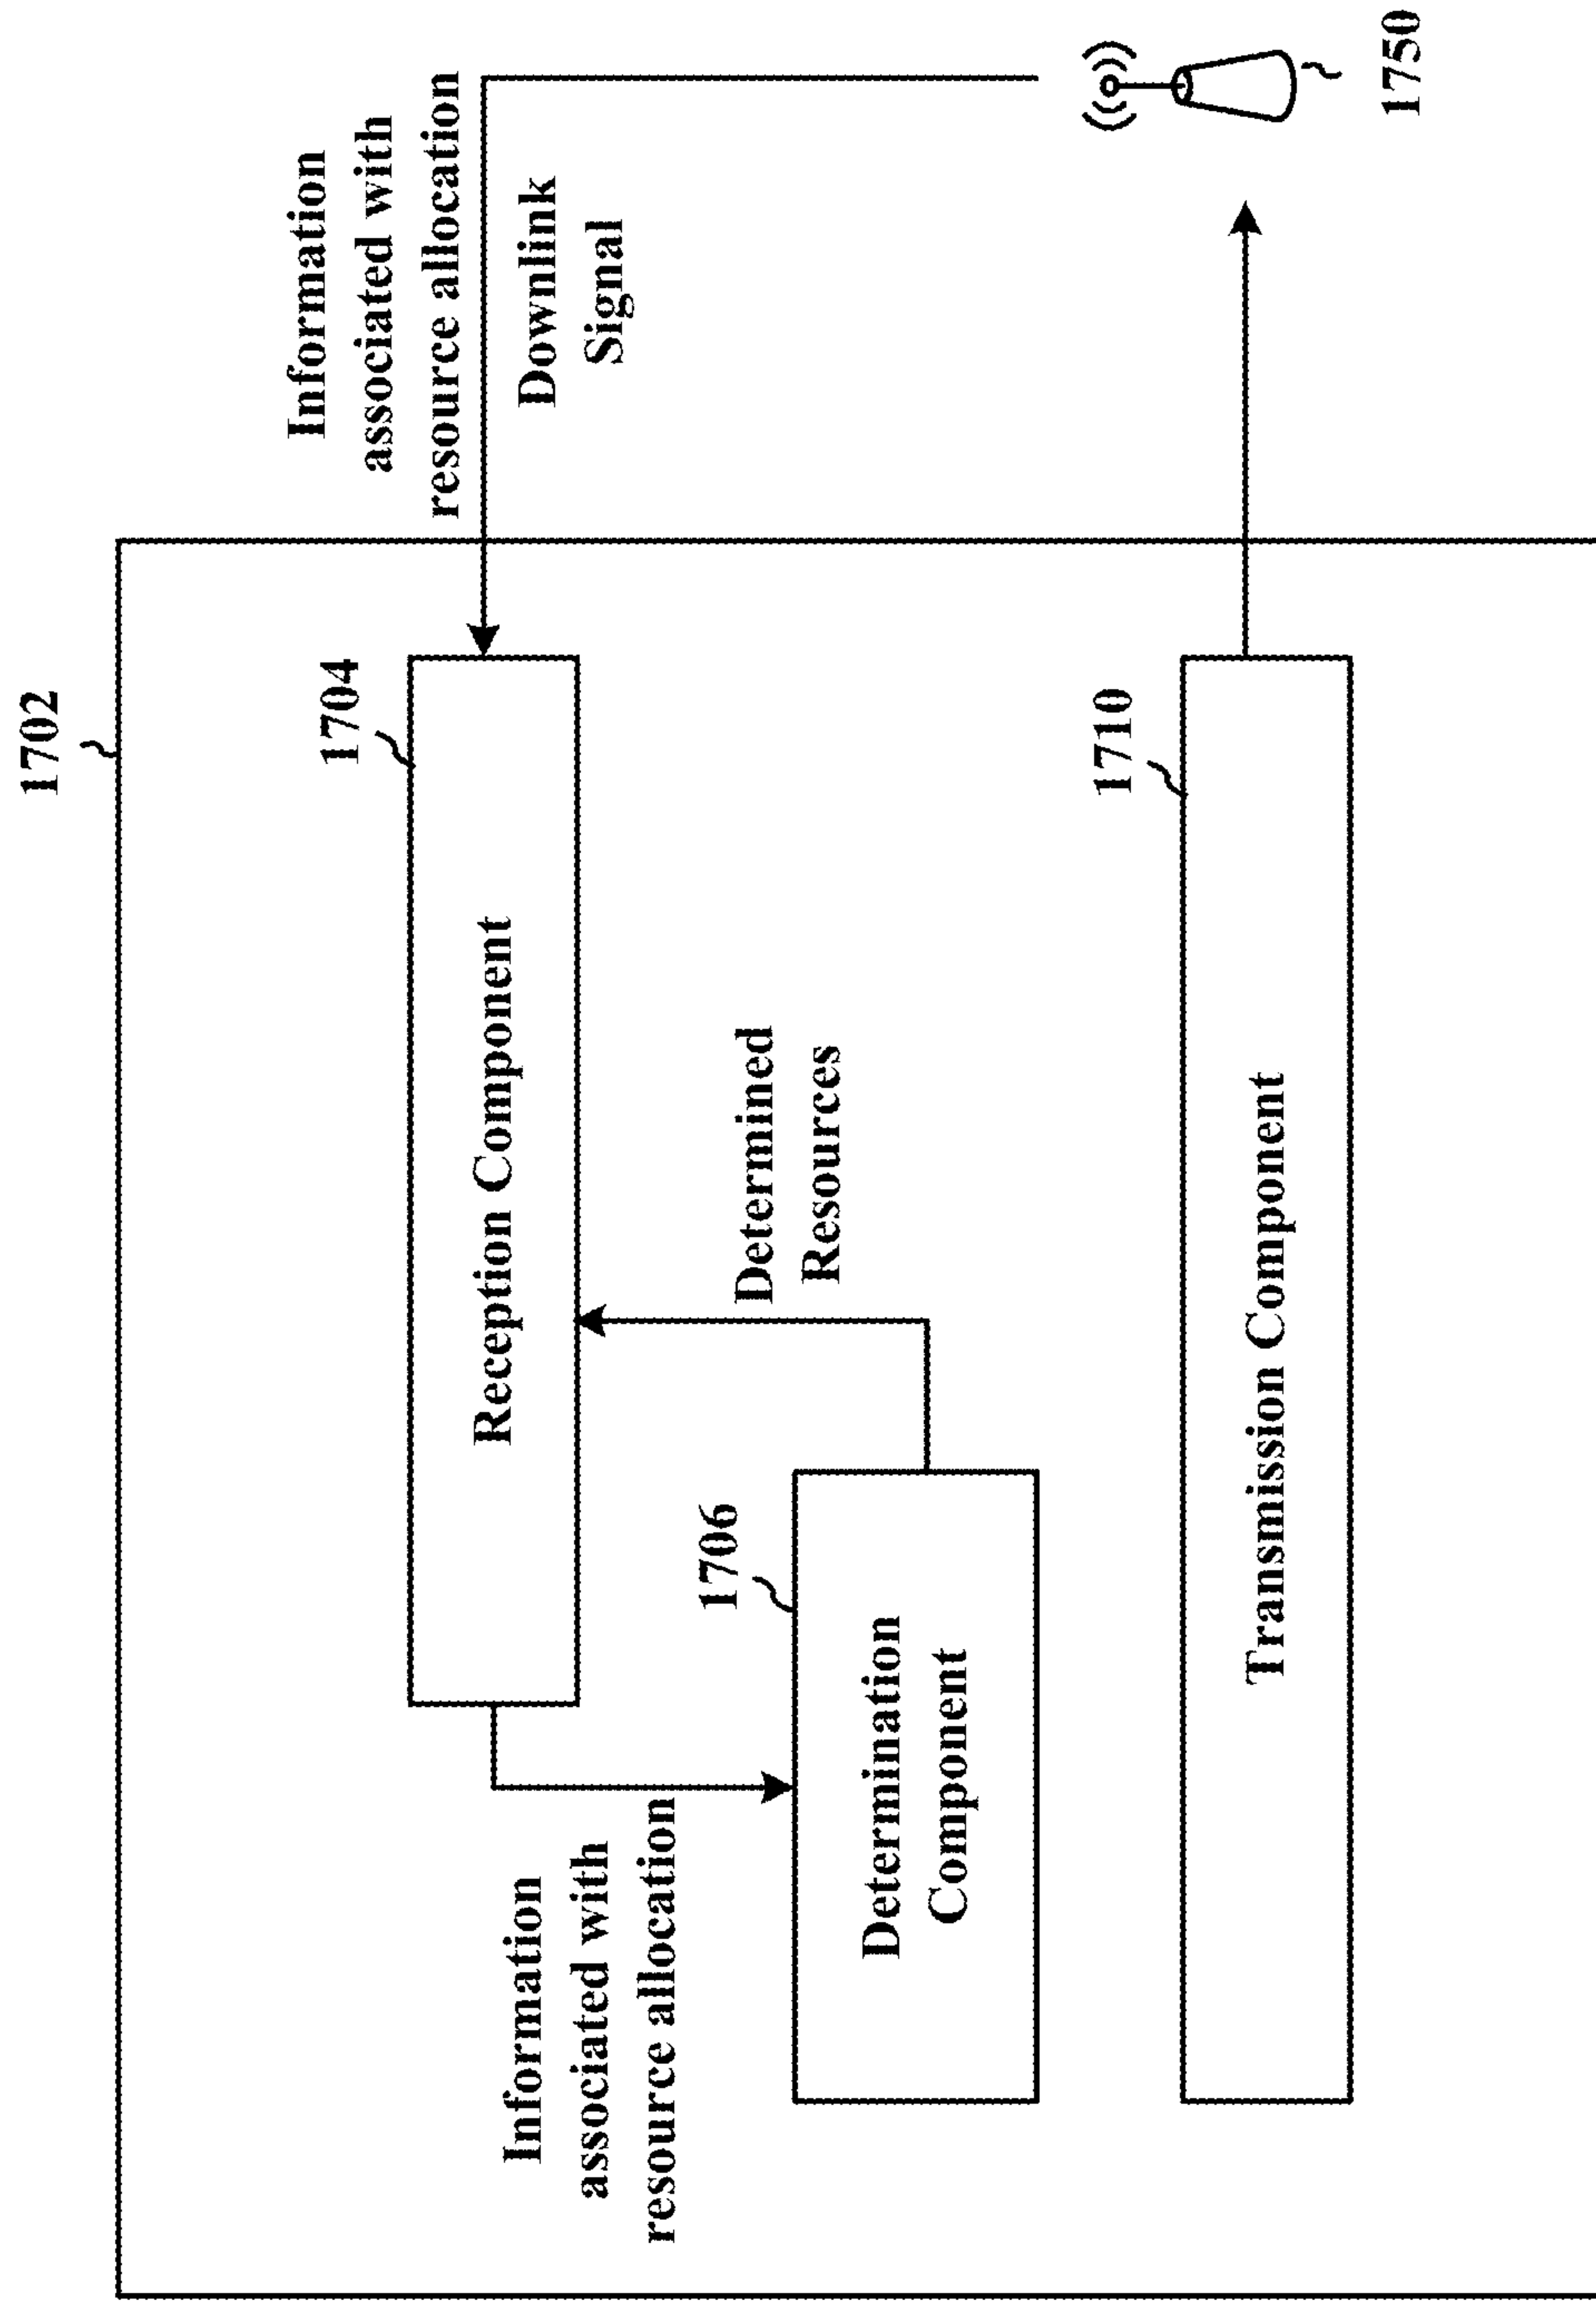 1702
1704
Reception Component
Information
associated with
resource allocation
Downlink
Signal
Information
associated with
resource allocation
1706
Determination
Component
Determined
Resources
1710
Transmission Component
1750